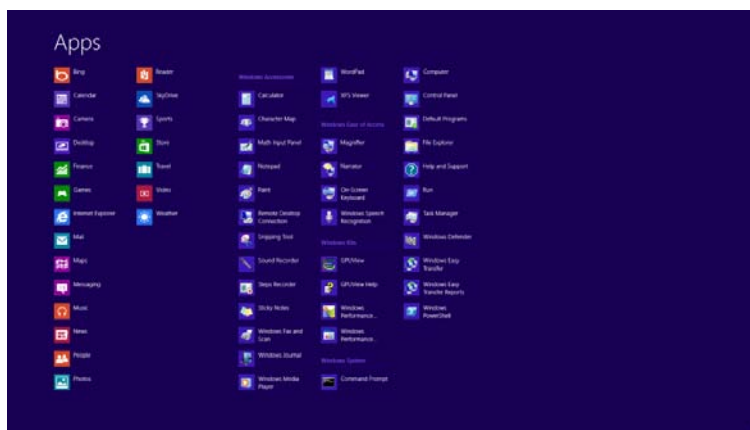 Apps
Bing
Calendar
Camera
Desktop
Finance
Games
Internet Explorer
Mail
Maps
Messaging
Music
News
People
Photos
Reader
SkyDrive
Sports
Store
Travel
Video
Weather
Windows Accessories
Calculator
Character Map
Math Input Panel
Notepad
Paint
Remote Desktop
Connection
Snipping Tool
Sound Recorder
Steps Recorder
Sticky Notes
Windows Fax and
Scan
Windows Journal
Windows Media
Player
WordPad
XPS Viewer
Windows Ease of Access
Magnifier
Narrator
On-Screen
Keyboard
Windows Speech
Recognition
Windows Kits
GPUView
GPUView Help
Windows
Performance...
Windows
Performance...
Windows System
Command Prompt
Computer
Control Panel
Default Programs
File Explorer
Help and Support
Run
Task Manager
Windows Defender
Windows Easy
Transfer
Windows Easy
Transfer Reports
Windows
PowerShell